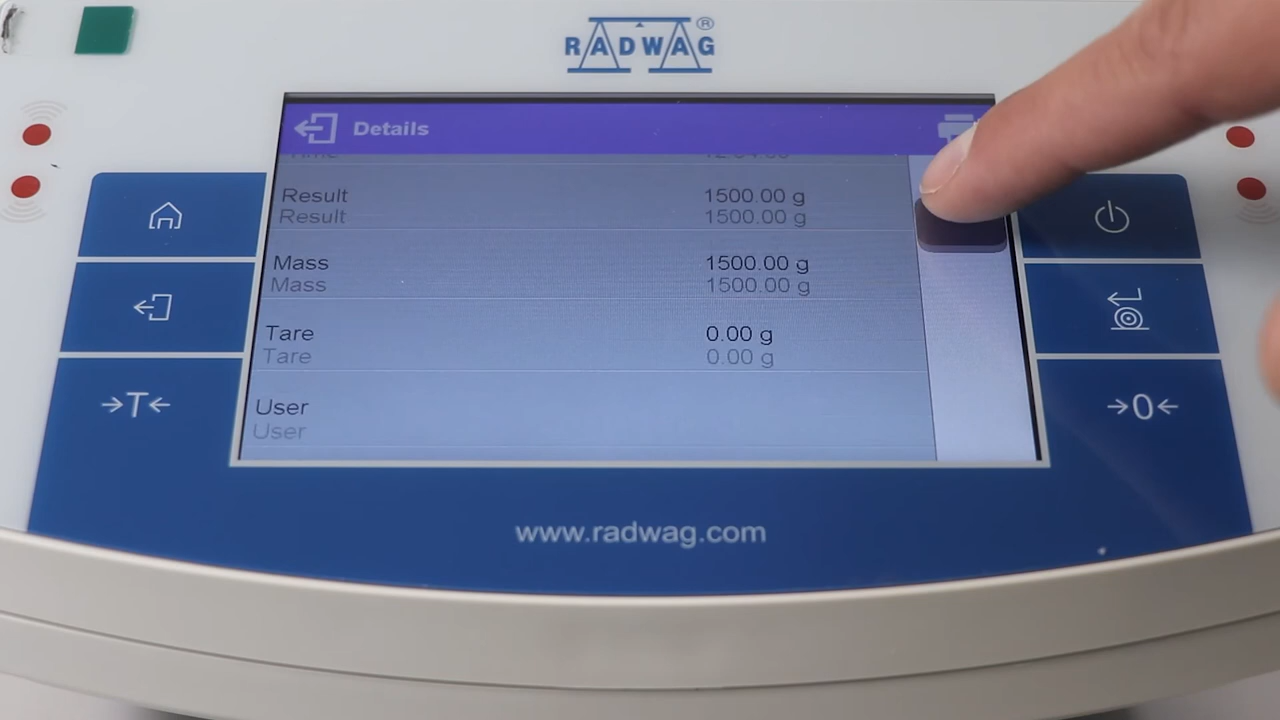 RADWAG®
Details
Result 1500.00 g
Result 1500.00 g
Mass 1500.00 g
Mass 1500.00 g
Tare 0.00 g
Tare 0.00 g
User
User
→T←
→0←
www.radwag.com